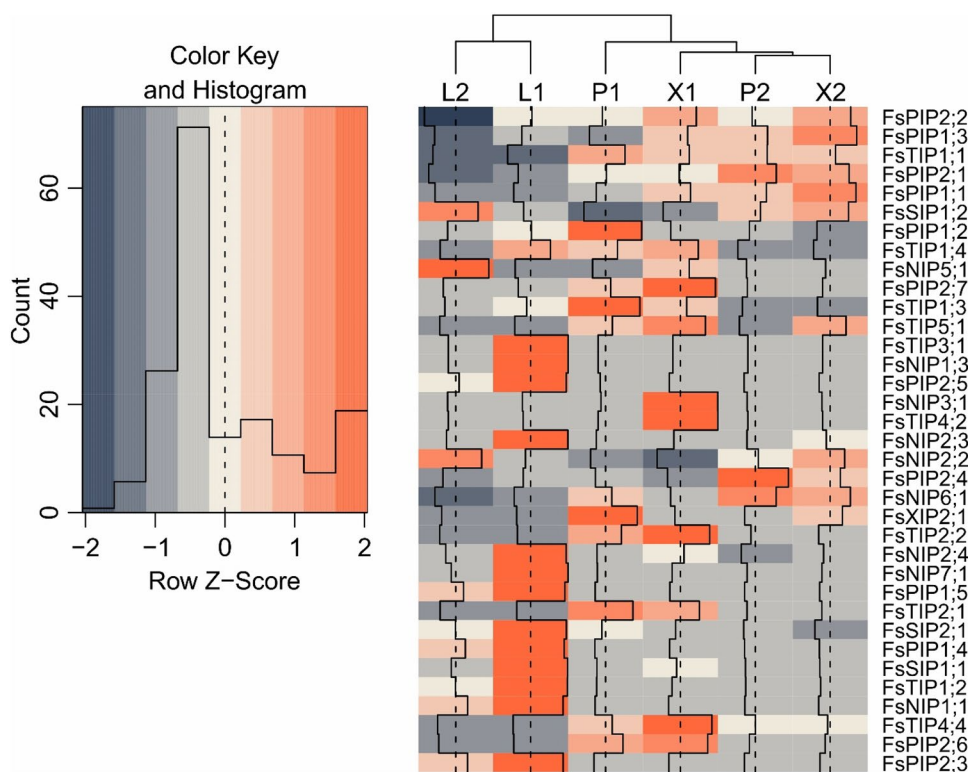 Color Key
and Histogram
Count
0
20
40
60
−2
−1
0
1
2
Row Z−Score
L2
L1
P1
X1
P2
X2
FsPIP2;2
FsPIP1;3
FsTIP1;1
FsPIP2;1
FsPIP1;1
FsSIP1;2
FsPIP1;2
FsTIP1;4
FsNIP5;1
FsPIP2;7
FsTIP1;3
FsTIP5;1
FsTIP3;1
FsNIP1;3
FsPIP2;5
FsNIP3;1
FsTIP4;2
FsNIP2;3
FsNIP2;2
FsPIP2;4
FsNIP6;1
FsXIP2;1
FsTIP2;2
FsNIP2;4
FsNIP7;1
FsPIP1;5
FsTIP2;1
FsSIP2;1
FsPIP1;4
FsSIP1;1
FsTIP1;2
FsNIP1;1
FsTIP4;4
FsPIP2;6
FsPIP2;3